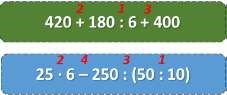 2 1 3
420 + 180 : 6 + 400
2 4 3 1
25 · 6 – 250 : (50 : 10)